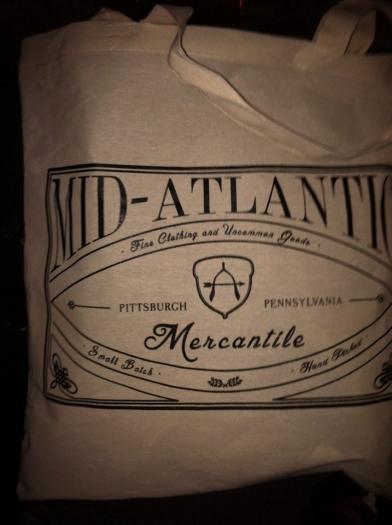 MID-ATLANTIC
· Fine Clothing and Uncommon Goods ·
PITTSBURGH PENNSYLVANIA
Mercantile
· Small Batch · · Hand Picked ·